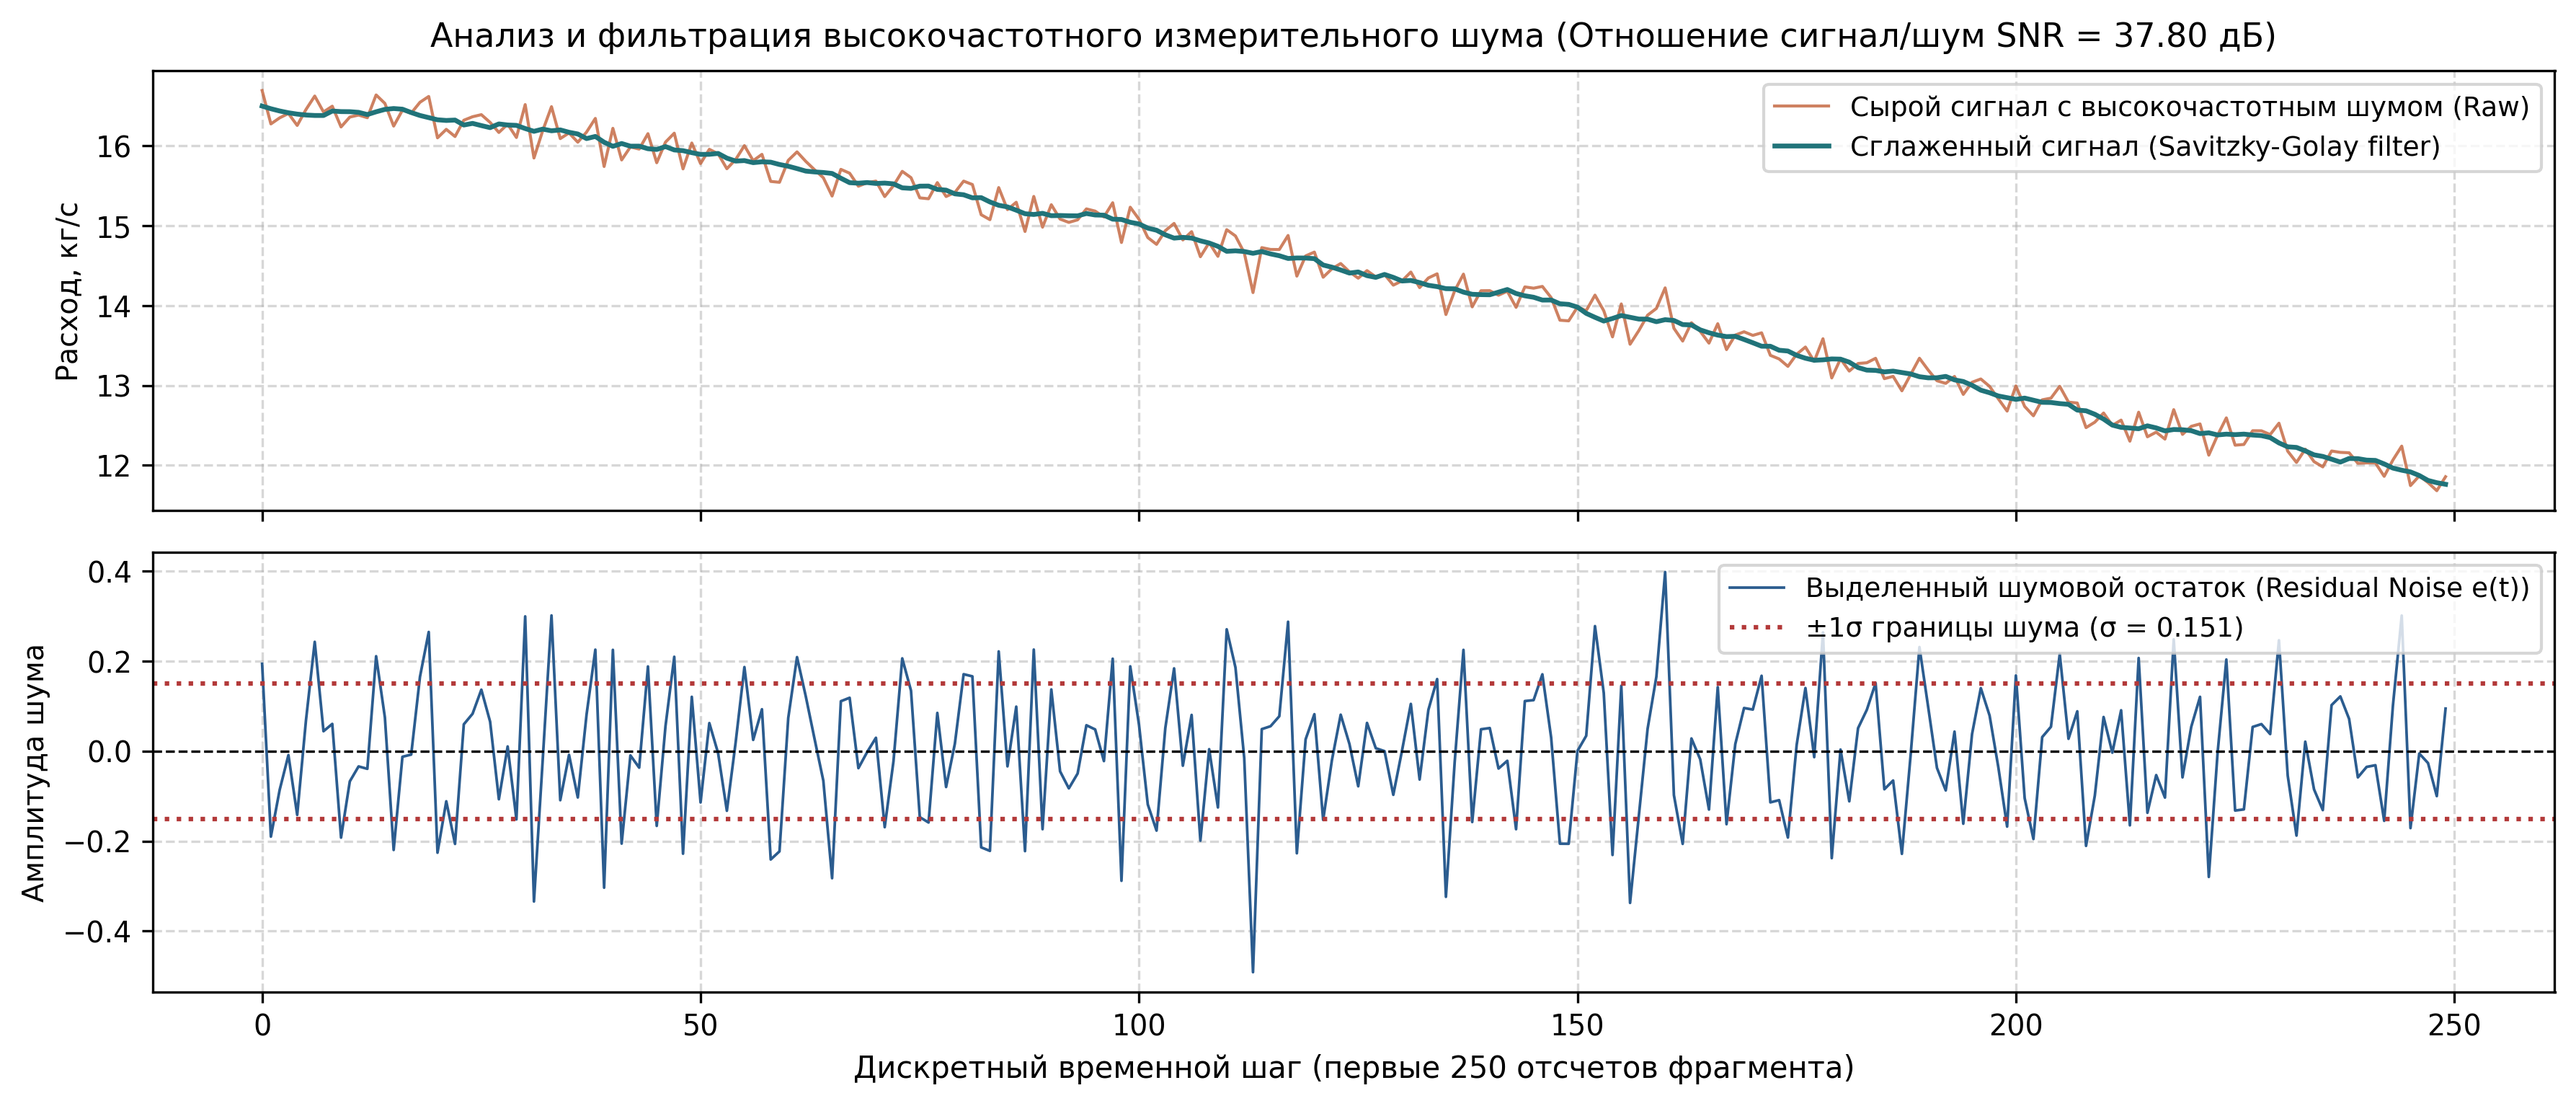 Анализ и фильтрация высокочастотного измерительного шума (Отношение сигнал/шум SNR = 37.80 дБ)
Сырой сигнал с высокочастотным шумом (Raw)
Сглаженный сигнал (Savitzky-Golay filter)
Расход, кг/с
16
15
14
13
12
Выделенный шумовой остаток (Residual Noise e(t))
±1σ границы шума (σ = 0.151)
Амплитуда шума
0.4
0.2
0.0
−0.2
−0.4
0
50
100
150
200
250
Дискретный временной шаг (первые 250 отсчетов фрагмента)